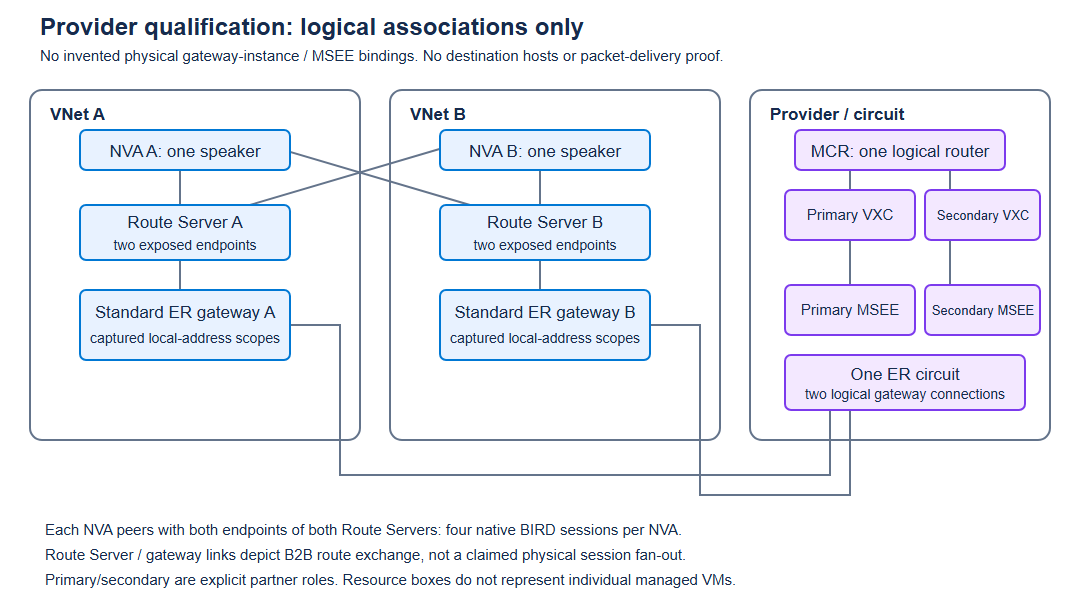 Provider qualification: logical associations only
No invented physical gateway-instance / MSEE bindings. No destination hosts or packet-delivery proof.
VNet A
NVA A: one speaker
Route Server A
two exposed endpoints
Standard ER gateway A
captured local-address scopes
VNet B
NVA B: one speaker
Route Server B
two exposed endpoints
Standard ER gateway B
captured local-address scopes
Provider / circuit
MCR: one logical router
Primary VXC
Secondary VXC
Primary MSEE
Secondary MSEE
One ER circuit
two logical gateway connections
Each NVA peers with both endpoints of both Route Servers: four native BIRD sessions per NVA.
Route Server / gateway links depict B2B route exchange, not a claimed physical session fan-out.
Primary/secondary are explicit partner roles. Resource boxes do not represent individual managed VMs.